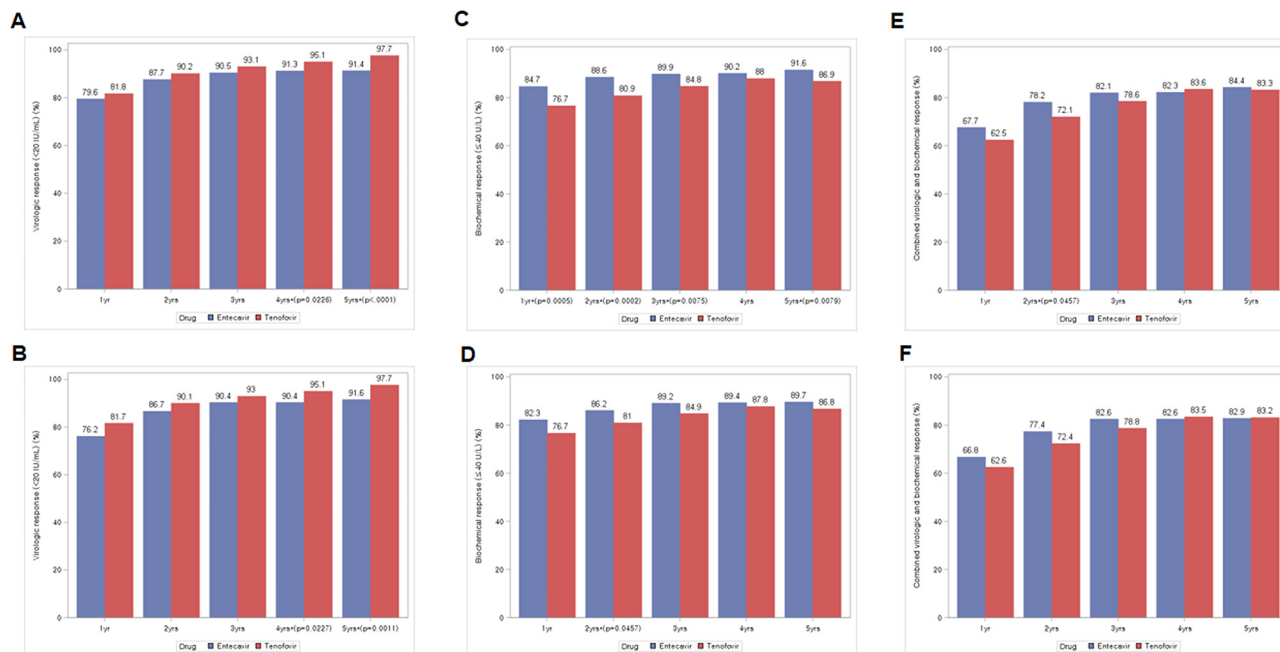 A
100
80
60
40
20
0
Virologic response (<20 IU/mL) (%)
79.6 81.8 87.7 90.2 90.5 93.1 91.3 95.1 91.4 97.7
1yr 2yrs 3yrs 4yrs*(p=0.0226) 5yrs*(p<.0001)
Drug Entecavir Tenofovir
B
100
80
60
40
20
0
Virologic response (<20 IU/mL) (%)
76.2 81.7 86.7 90.1 90.4 93 90.4 95.1 91.6 97.7
1yr 2yrs 3yrs 4yrs*(p=0.0227) 5yrs*(p=0.0011)
Drug Entecavir Tenofovir
C
100
80
60
40
20
0
Biochemical response (≤40 U/L) (%)
84.7 76.7 88.6 80.9 89.9 84.8 90.2 88 91.6 86.9
1yr*(p=0.0005) 2yrs*(p=0.0002) 3yrs*(p=0.0075) 4yrs 5yrs*(p=0.0079)
Drug Entecavir Tenofovir
D
100
80
60
40
20
0
Biochemical response (≤40 U/L) (%)
82.3 76.7 86.2 81 89.2 84.9 89.4 87.8 89.7 86.8
1yr 2yrs*(p=0.0457) 3yrs 4yrs 5yrs
Drug Entecavir Tenofovir
E
100
80
60
40
20
0
Combined virologic and biochemical response (%)
67.7 62.5 78.2 72.1 82.1 78.6 82.3 83.6 84.4 83.3
1yr 2yrs*(p=0.0457) 3yrs 4yrs 5yrs
Drug Entecavir Tenofovir
F
100
80
60
40
20
0
Combined virologic and biochemical response (%)
66.8 62.6 77.4 72.4 82.6 78.8 82.6 83.5 82.9 83.2
1yr 2yrs 3yrs 4yrs 5yrs
Drug Entecavir Tenofovir